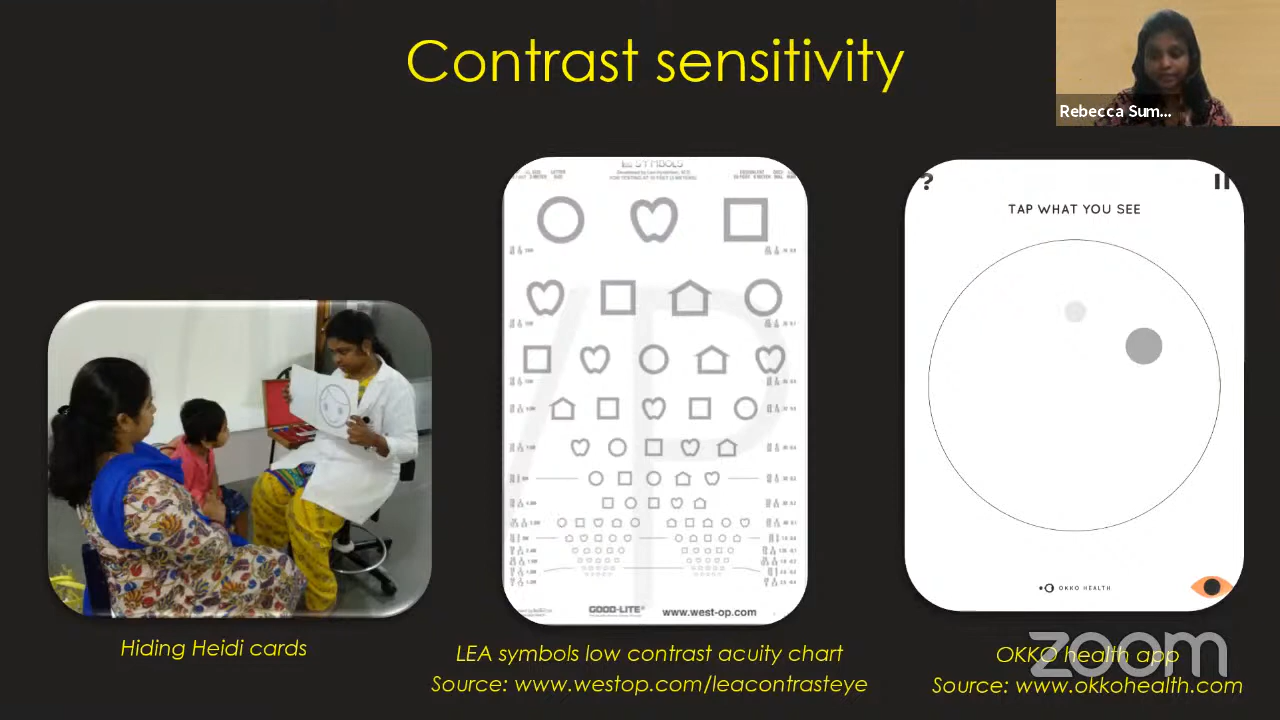 Contrast sensitivity
Rebecca Sum...
SYMBOLS
?
TAP WHAT YOU SEE
OKKO HEALTH
GOOD-LITE®
www.west-op.com
Hiding Heidi cards
LEA symbols low contrast acuity chart
Source: www.westop.com/leacontrasteye
OKKO health app
Source: www.okkohealth.com
zoom